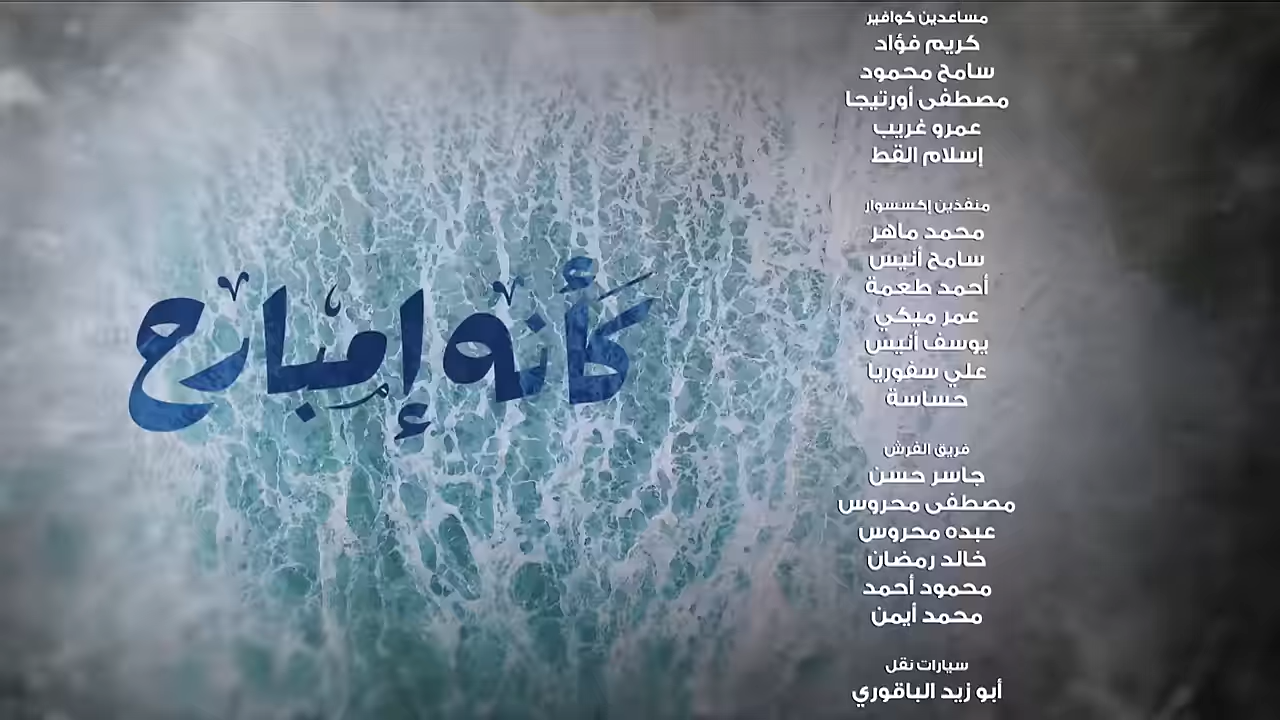 كأنه إمبارح
مساعدين كوافير
كريم فؤاد
سامح محمود
مصطفى أورتيجا
عمرو غريب
إسلام القط
منفذين إكسسوار
محمد ماهر
سامح أنيس
أحمد طعمة
عمر ميكي
يوسف أنيس
علي سفوريا
حساسة
فريق الفرش
جاسر حسن
مصطفى محروس
عبده محروس
خالد رمضان
محمود أحمد
محمد أيمن
سيارات نقل
أبو زيد الباقوري